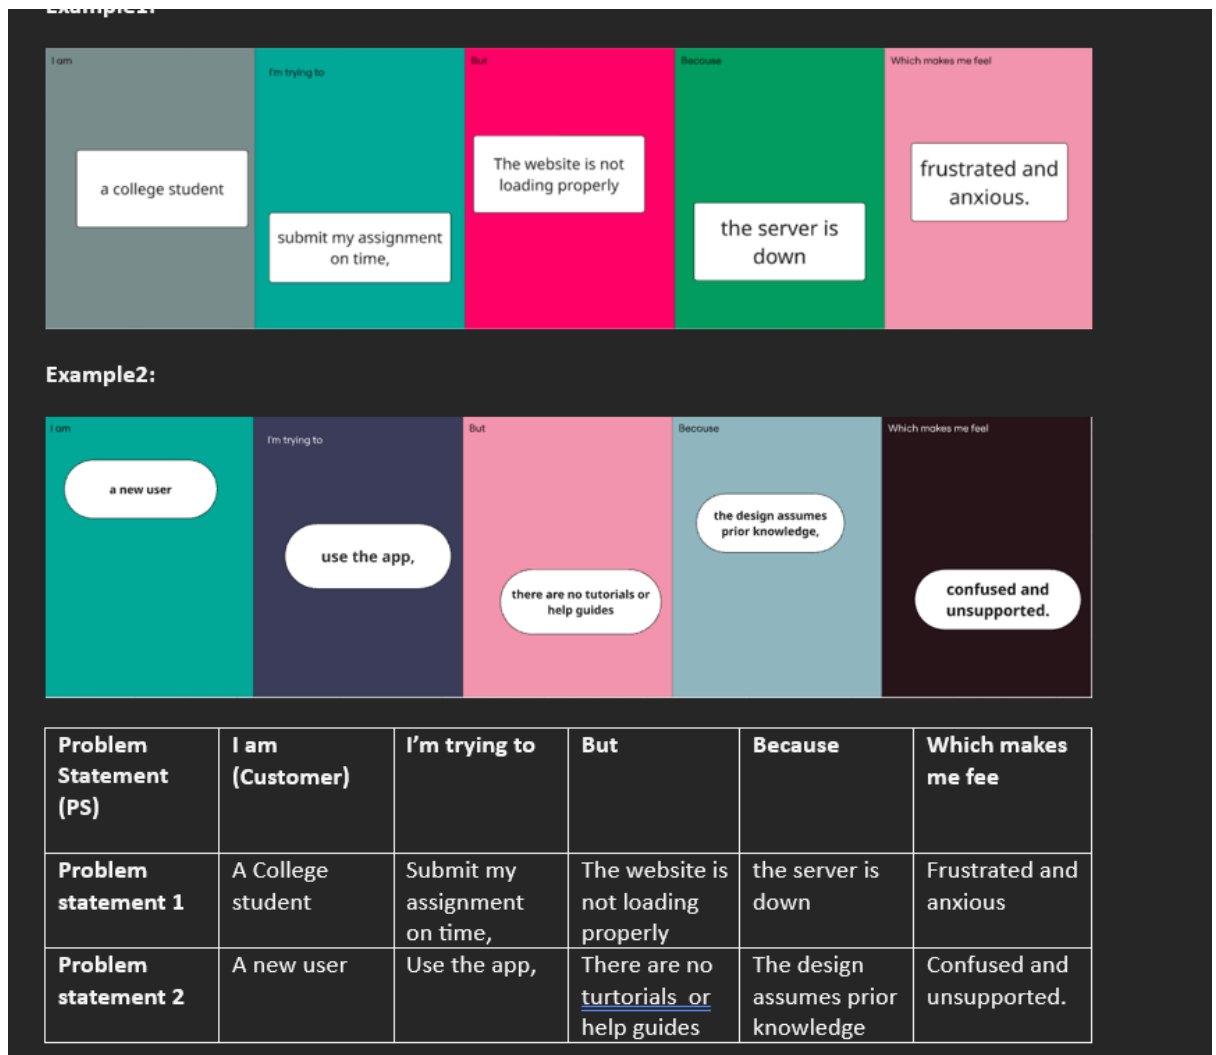 Example1:
I am
I'm trying to
But
Becouse
Which makes me feel
a college student
submit my assignment
on time,
The website is not
loading properly
the server is
down
frustrated and
anxious.
Example2:
I am
I'm trying to
But
Becouse
Which makes me feel
a new user
use the app,
there are no tutorials or
help guides
the design assumes
prior knowledge,
confused and
unsupported.
Problem
Statement
(PS)
I am
(Customer)
I'm trying to
But
Because
Which makes
me fee
Problem
statement 1
A College
student
Submit my
assignment
on time,
The website is
not loading
properly
the server is
down
Frustrated and
anxious
Problem
statement 2
A new user
Use the app,
There are no
turtorials or
help guides
The design
assumes prior
knowledge
Confused and
unsupported.